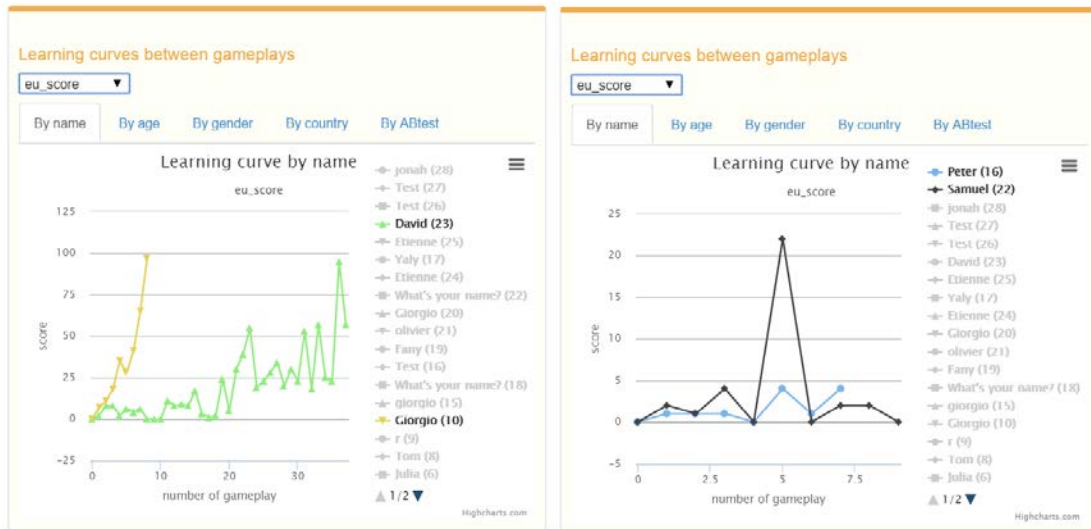 Learning curves between gameplays
eu_score ▼
By name
By age
By gender
By country
By ABtest
Learning curve by name
eu_score
score
125
100
75
50
25
0
-25
0
10
20
30
number of gameplay
jonah (28)
Test (27)
Test (26)
David (23)
Etienne (25)
Yaly (17)
Etienne (24)
What's your name? (22)
Giorgio (20)
olivier (21)
Fany (19)
Test (16)
What's your name? (18)
giorgio (15)
Giorgio (10)
r (9)
Tom (8)
Julia (6)
1/2
Highcharts.com
Learning curves between gameplays
eu_score ▼
By name
By age
By gender
By country
By ABtest
Learning curve by name
eu_score
score
25
20
15
10
5
0
-5
0
2.5
5
7.5
number of gameplay
Peter (16)
Samuel (22)
jonah (28)
Test (27)
Test (26)
David (23)
Etienne (25)
Yaly (17)
Etienne (24)
Giorgio (20)
olivier (21)
Fany (19)
What's your name? (18)
giorgio (15)
Giorgio (10)
r (9)
Tom (8)
Julia (6)
1/2
Highcharts.com